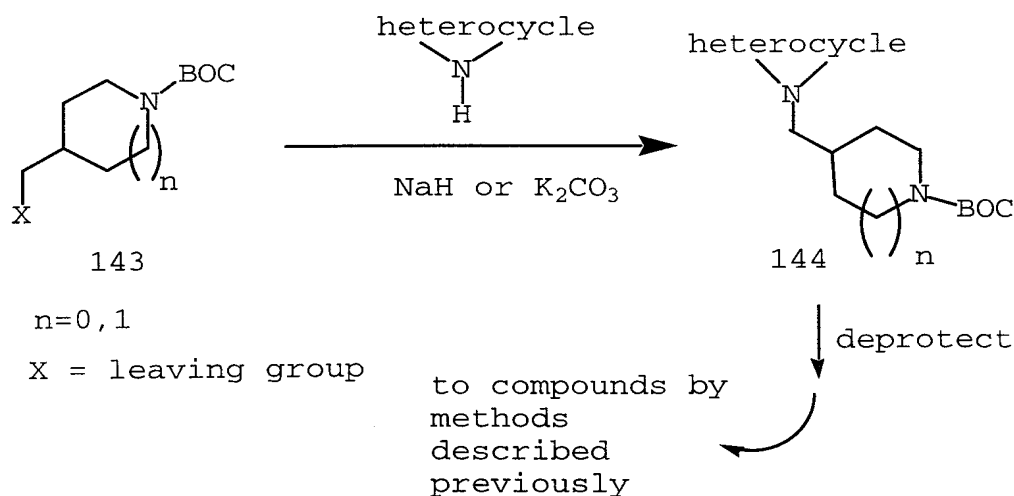 heterocycle
N
H
N
BOC
n
X
143
NaH or K₂CO₃
heterocycle
N
N
BOC
n
144
n=0,1
X = leaving group
deprotect
to compounds by
methods
described
previously